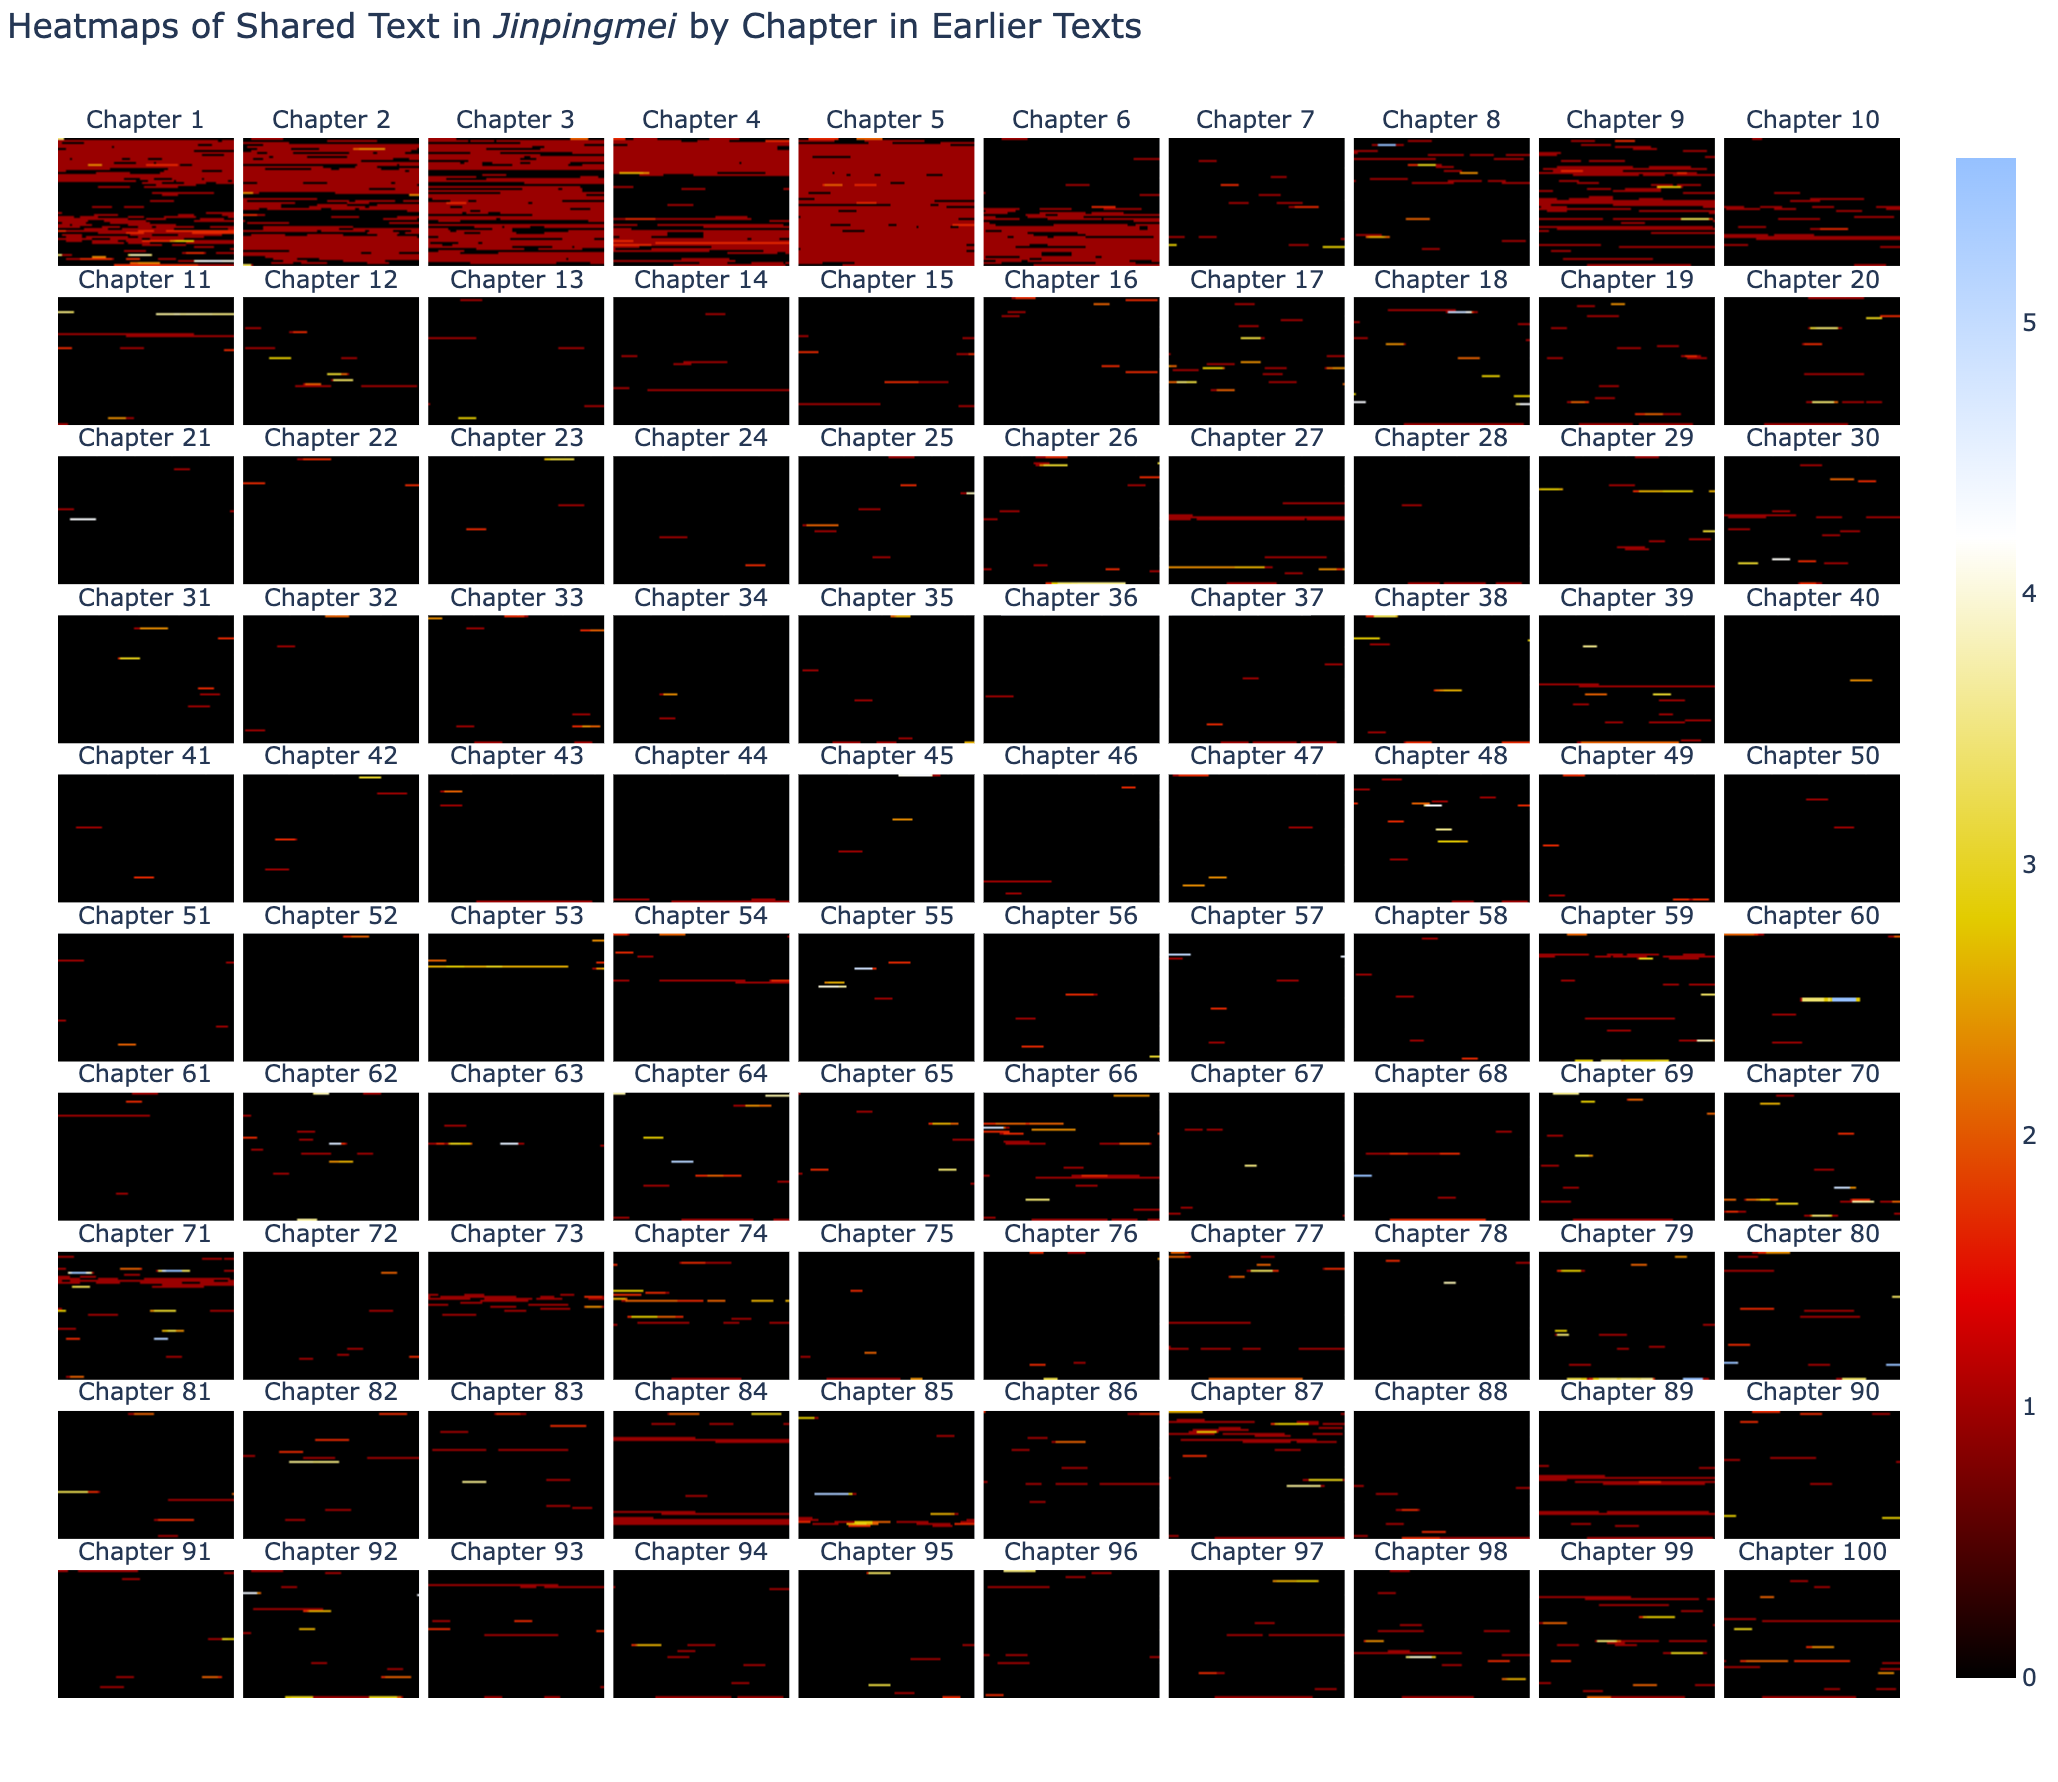 Heatmaps of Shared Text in Jinpingmei by Chapter in Earlier Texts
Chapter 1 Chapter 2 Chapter 3 Chapter 4 Chapter 5 Chapter 6 Chapter 7 Chapter 8 Chapter 9 Chapter 10
Chapter 11 Chapter 12 Chapter 13 Chapter 14 Chapter 15 Chapter 16 Chapter 17 Chapter 18 Chapter 19 Chapter 20
5
Chapter 21 Chapter 22 Chapter 23 Chapter 24 Chapter 25 Chapter 26 Chapter 27 Chapter 28 Chapter 29 Chapter 30
Chapter 31 Chapter 32 Chapter 33 Chapter 34 Chapter 35 Chapter 36 Chapter 37 Chapter 38 Chapter 39 Chapter 40
4
Chapter 41 Chapter 42 Chapter 43 Chapter 44 Chapter 45 Chapter 46 Chapter 47 Chapter 48 Chapter 49 Chapter 50
3
Chapter 51 Chapter 52 Chapter 53 Chapter 54 Chapter 55 Chapter 56 Chapter 57 Chapter 58 Chapter 59 Chapter 60
Chapter 61 Chapter 62 Chapter 63 Chapter 64 Chapter 65 Chapter 66 Chapter 67 Chapter 68 Chapter 69 Chapter 70
2
Chapter 71 Chapter 72 Chapter 73 Chapter 74 Chapter 75 Chapter 76 Chapter 77 Chapter 78 Chapter 79 Chapter 80
Chapter 81 Chapter 82 Chapter 83 Chapter 84 Chapter 85 Chapter 86 Chapter 87 Chapter 88 Chapter 89 Chapter 90
1
Chapter 91 Chapter 92 Chapter 93 Chapter 94 Chapter 95 Chapter 96 Chapter 97 Chapter 98 Chapter 99 Chapter 100
0